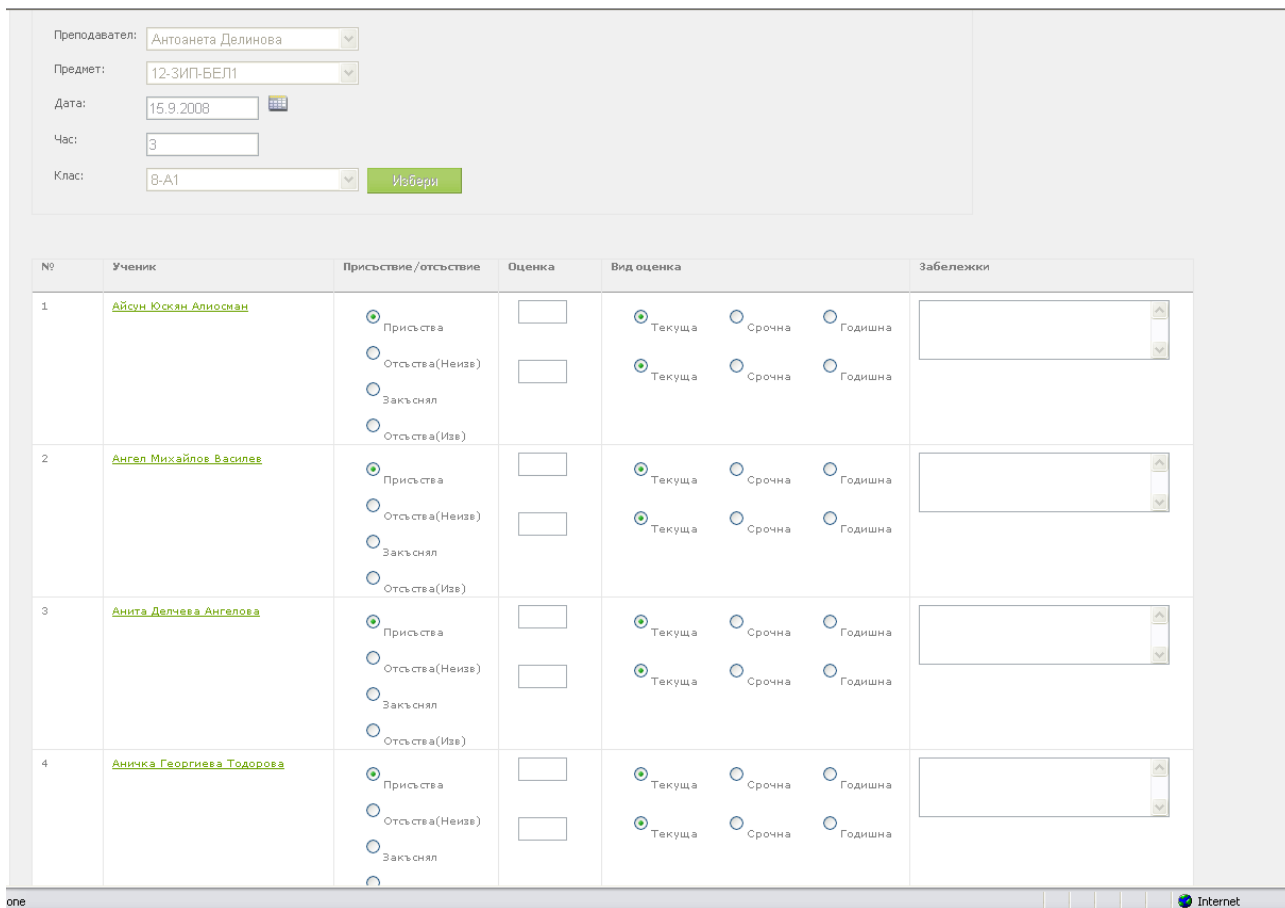 Преподавател: Антоанета Делинова
Предмет: 12-ЗИП-БЕЛ1
Дата: 15.9.2008
Час: 3
Клас: 8-А1 Избери
№ Ученик Присъствие/отсъствие Оценка Вид оценка Забележки
1 Айсун Юскян Алиосман
Присъства Текуща Срочна Годишна
Отсъства(Неизв) Текуща Срочна Годишна
Закъснял
Отсъства(Изв)
2 Ангел Михайлов Василев
Присъства Текуща Срочна Годишна
Отсъства(Неизв) Текуща Срочна Годишна
Закъснял
Отсъства(Изв)
3 Анита Делчева Ангелова
Присъства Текуща Срочна Годишна
Отсъства(Неизв) Текуща Срочна Годишна
Закъснял
Отсъства(Изв)
4 Аничка Георгиева Тодорова
Присъства Текуща Срочна Годишна
Отсъства(Неизв) Текуща Срочна Годишна
Закъснял
one Internet